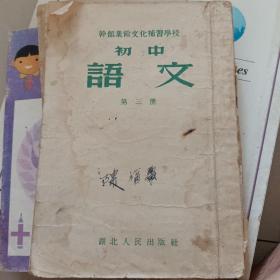 幹部業餘文化補習學校
初中
語文
第三冊
湖北人民出版社